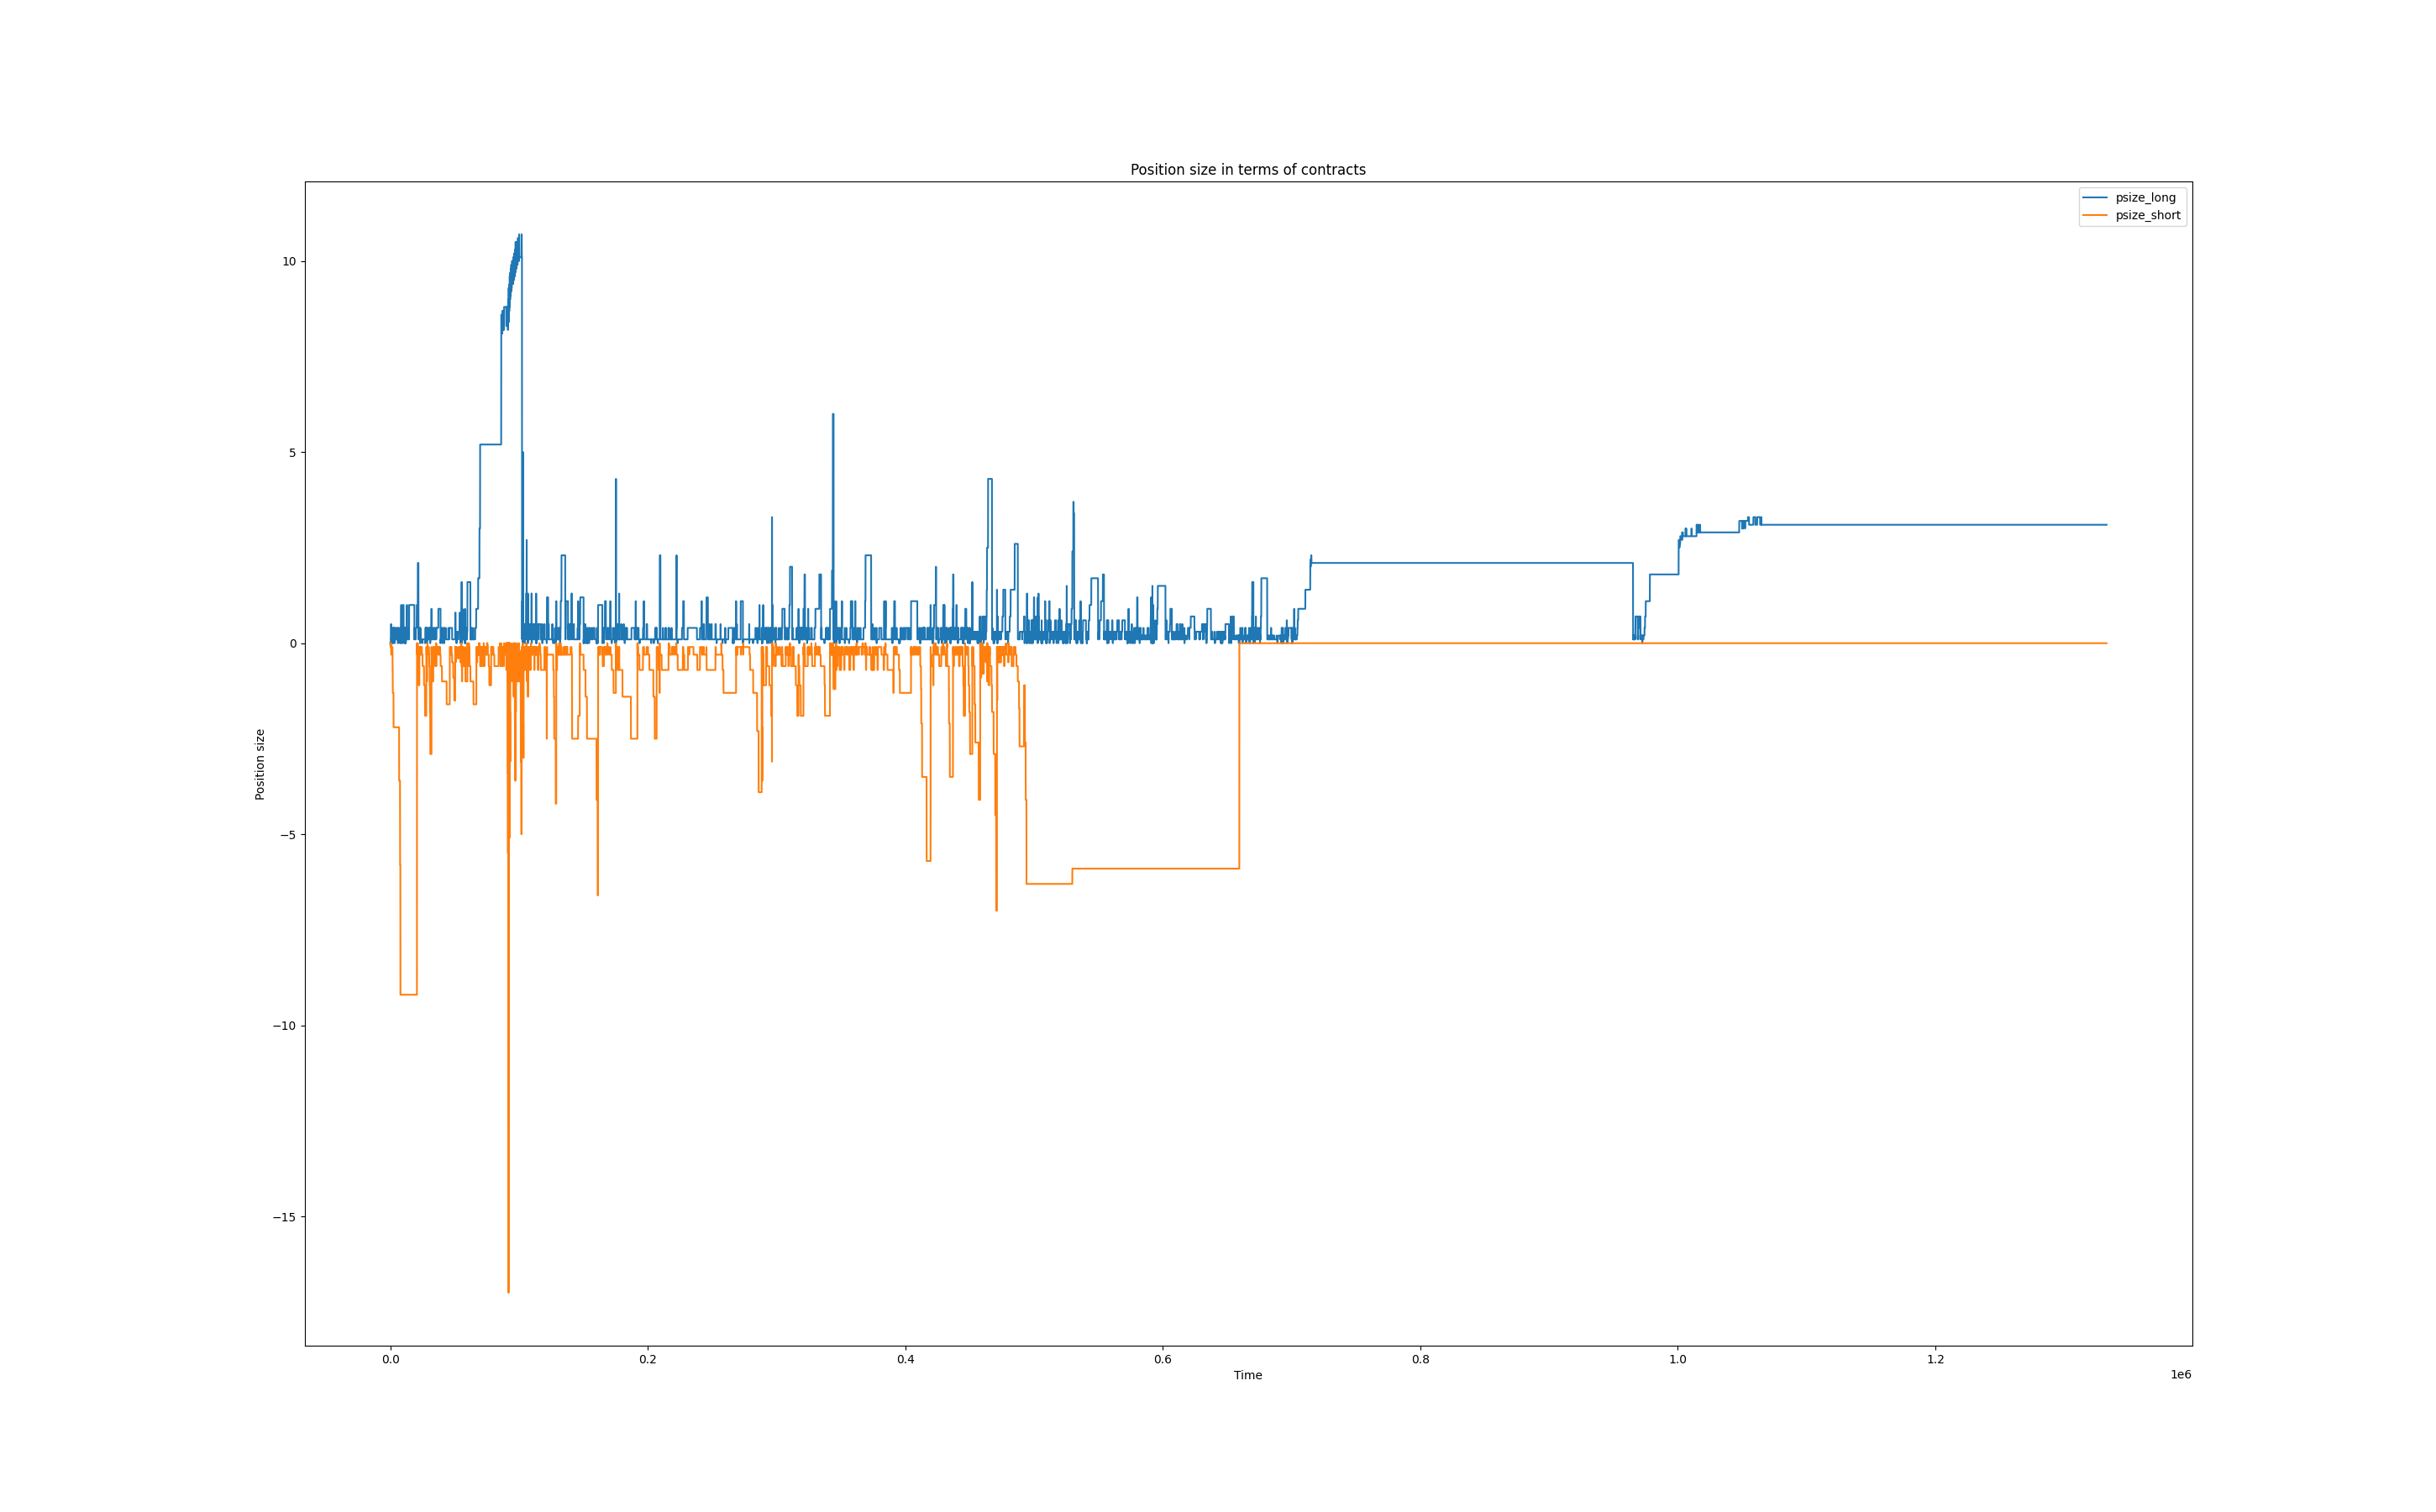 Position size in terms of contracts
psize_long
psize_short
10
5
0
−5
−10
−15
Position size
0.0
0.2
0.4
0.6
0.8
1.0
1.2
1e6
Time